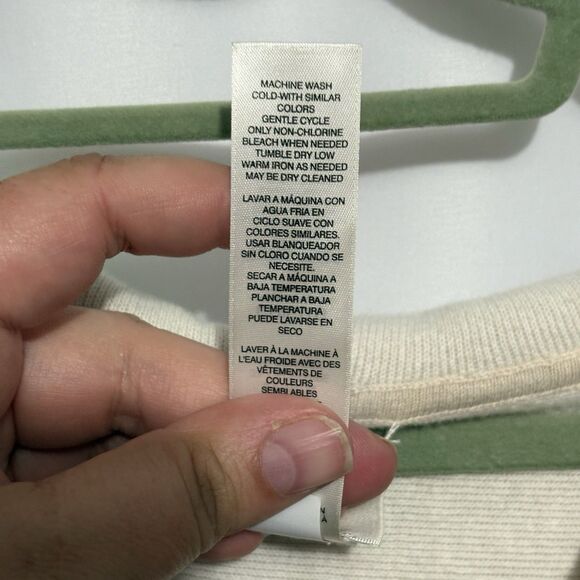 MACHINE WASH
COLD-WITH SIMILAR
COLORS
GENTLE CYCLE
ONLY NON-CHLORINE
BLEACH WHEN NEEDED
TUMBLE DRY LOW
WARM IRON AS NEEDED
MAY BE DRY CLEANED
LAVAR A MÁQUINA CON
AGUA FRIA EN
CICLO SUAVE CON
COLORES SIMILARES.
USAR BLANQUEADOR
SIN CLORO CUANDO SE
NECESITE.
SECAR A MÁQUINA A
BAJA TEMPERATURA
PLANCHAR A BAJA
TEMPERATURA
PUEDE LAVARSE EN
SECO
LAVER À LA MACHINE À
L'EAU FROIDE AVEC DES
VÊTEMENTS DE
COULEURS
SEMBLABLES